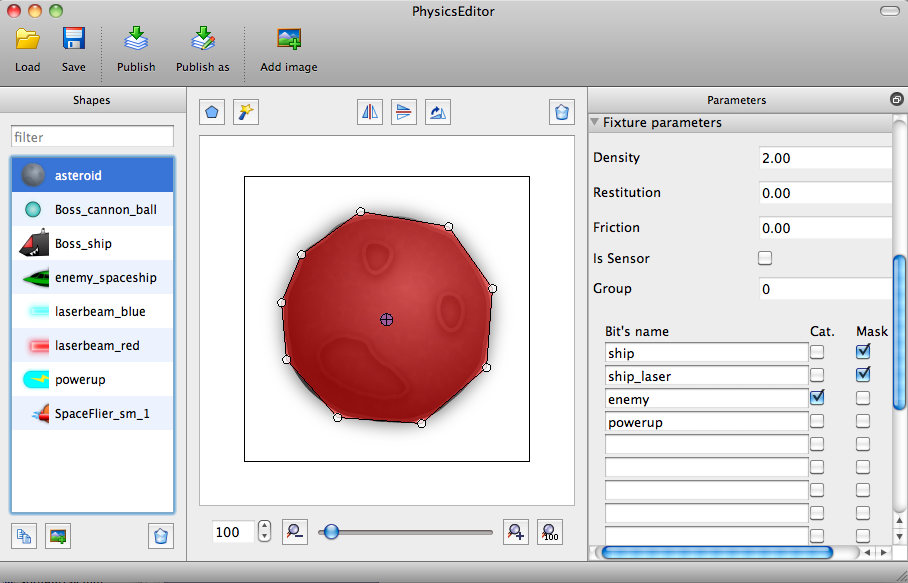 PhysicsEditor
Load Save Publish Publish as Add image
Shapes
filter
asteroid
Boss_cannon_ball
Boss_ship
enemy_spaceship
laserbeam_blue
laserbeam_red
powerup
SpaceFlier_sm_1
100
100
Parameters
Fixture parameters
Density 2.00
Restitution 0.00
Friction 0.00
Is Sensor
Group 0
Bit's name Cat. Mask
ship
ship_laser
enemy
powerup